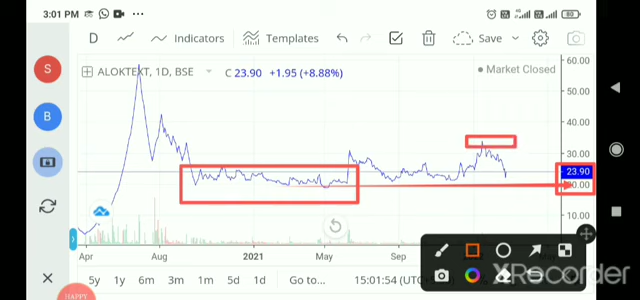 3:01 PM
D Indicators Templates Save
ALOKTEXT, 1D, BSE C 23.90 +1.95 (+8.88%)
Market Closed
60.00
50.00
40.00
30.00
23.90
20.00
10.00
S
B
Apr Aug 2021 May Sep
5y 1y 6m 3m 1m 5d 1d Go to... 15:01:54
XRecorder
HAPPY